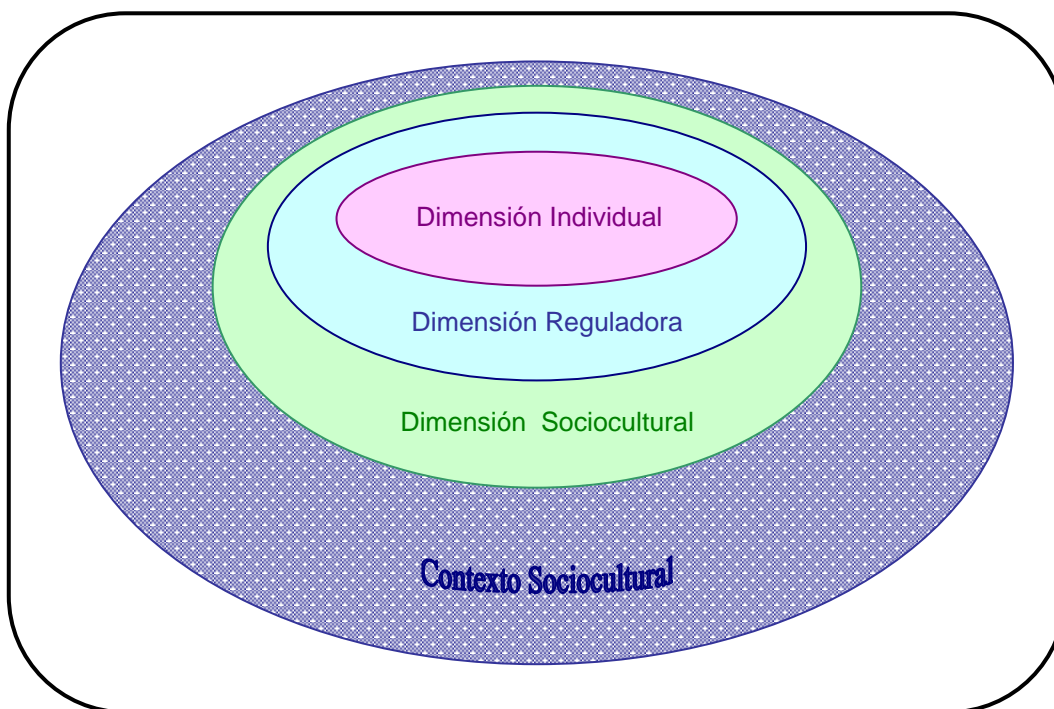 Dimensión Individual
Dimensión Reguladora
Dimensión Sociocultural
Contexto Sociocultural